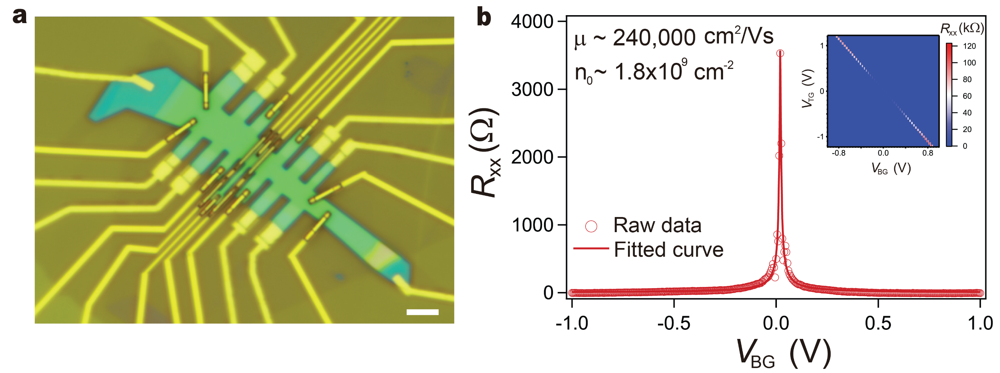 a
b
4000
3000
2000
1000
0
Rxx (Ω)
μ ~ 240,000 cm²/Vs
n₀~ 1.8x10⁹ cm⁻²
Raw data
Fitted curve
-1.0
-0.5
0.0
0.5
1.0
VBG (V)
Rxx (kΩ)
120
100
80
60
40
20
0
1
0
-1
VTG (V)
-0.8
0.0
0.8
VBG (V)